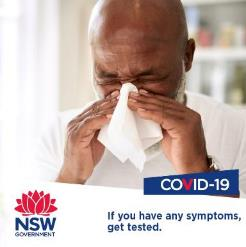 COVID-19
NSW
GOVERNMENT
If you have any symptoms,
get tested.